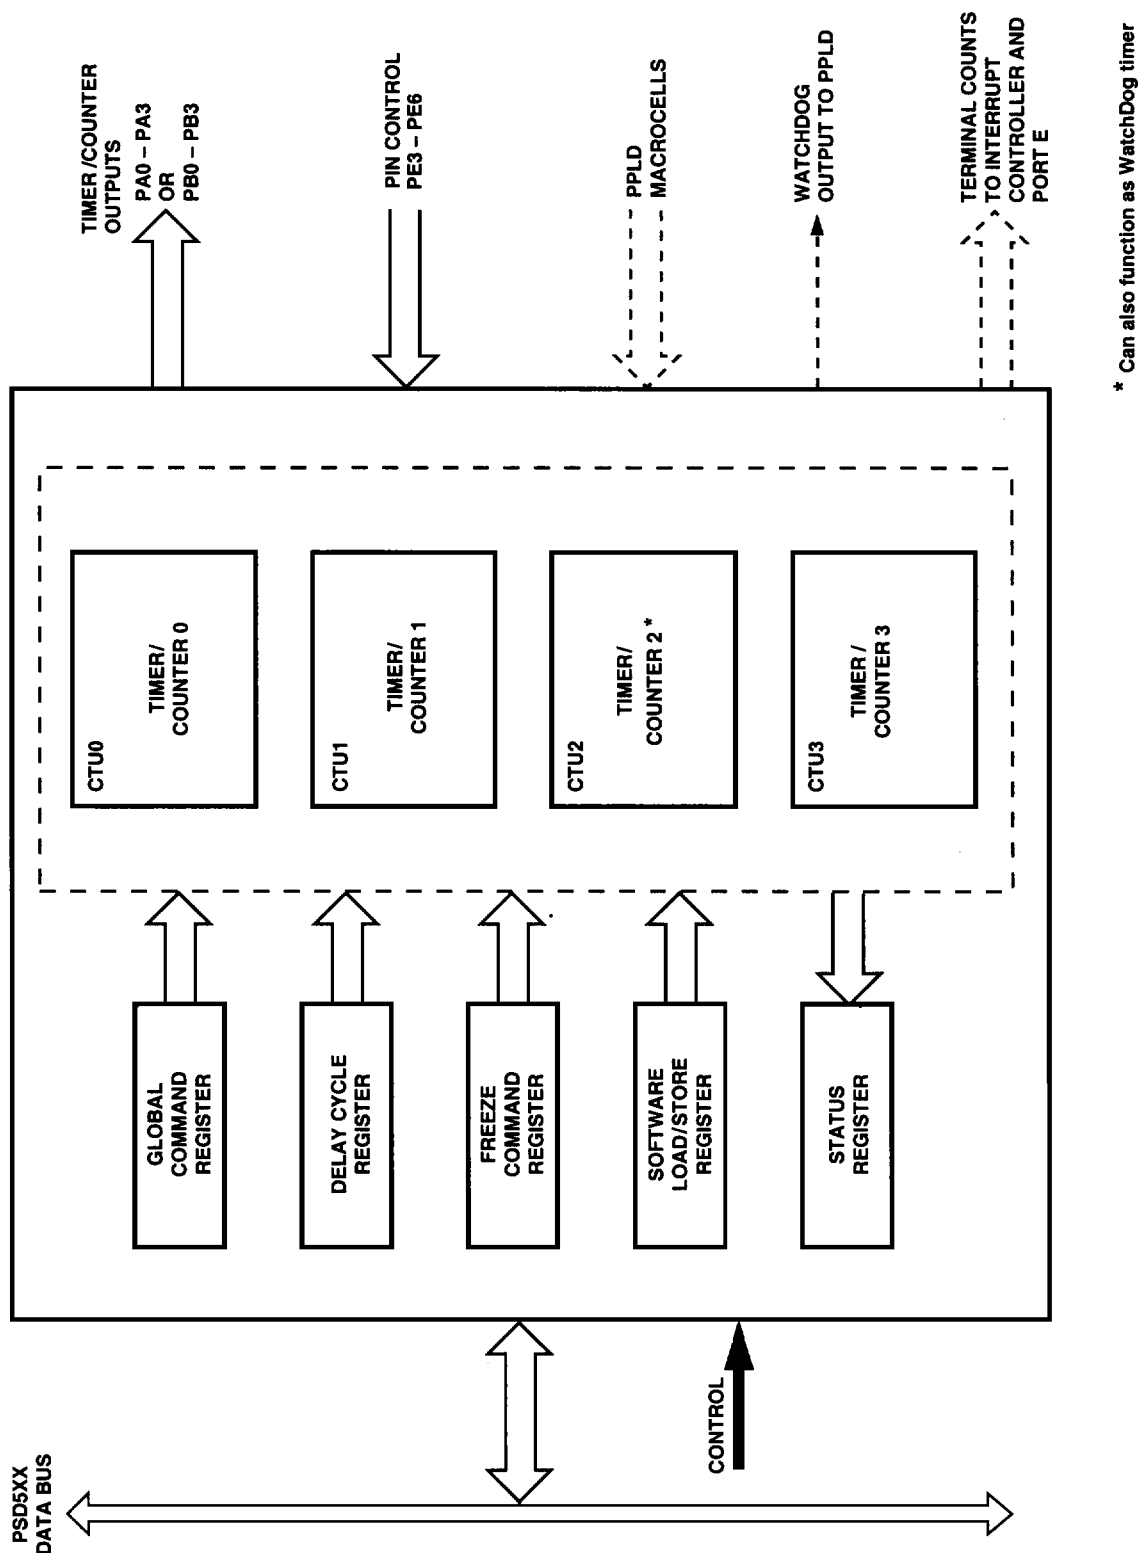 PSD5XX
DATA BUS
CONTROL
GLOBAL
COMMAND
REGISTER
DELAY CYCLE
REGISTER
FREEZE
COMMAND
REGISTER
SOFTWARE
LOAD/STORE
REGISTER
STATUS
REGISTER
CTU0
TIMER/
COUNTER 0
CTU1
TIMER/
COUNTER 1
CTU2
TIMER/
COUNTER 2 *
CTU3
TIMER /
COUNTER 3
TIMER /COUNTER
OUTPUTS
PA0 – PA3
OR
PB0 – PB3
PIN CONTROL
PE3 – PE6
PPLD
MACROCELLS
WATCHDOG
OUTPUT TO PPLD
TERMINAL COUNTS
TO INTERRUPT
CONTROLLER AND
PORT E
* Can also function as WatchDog timer